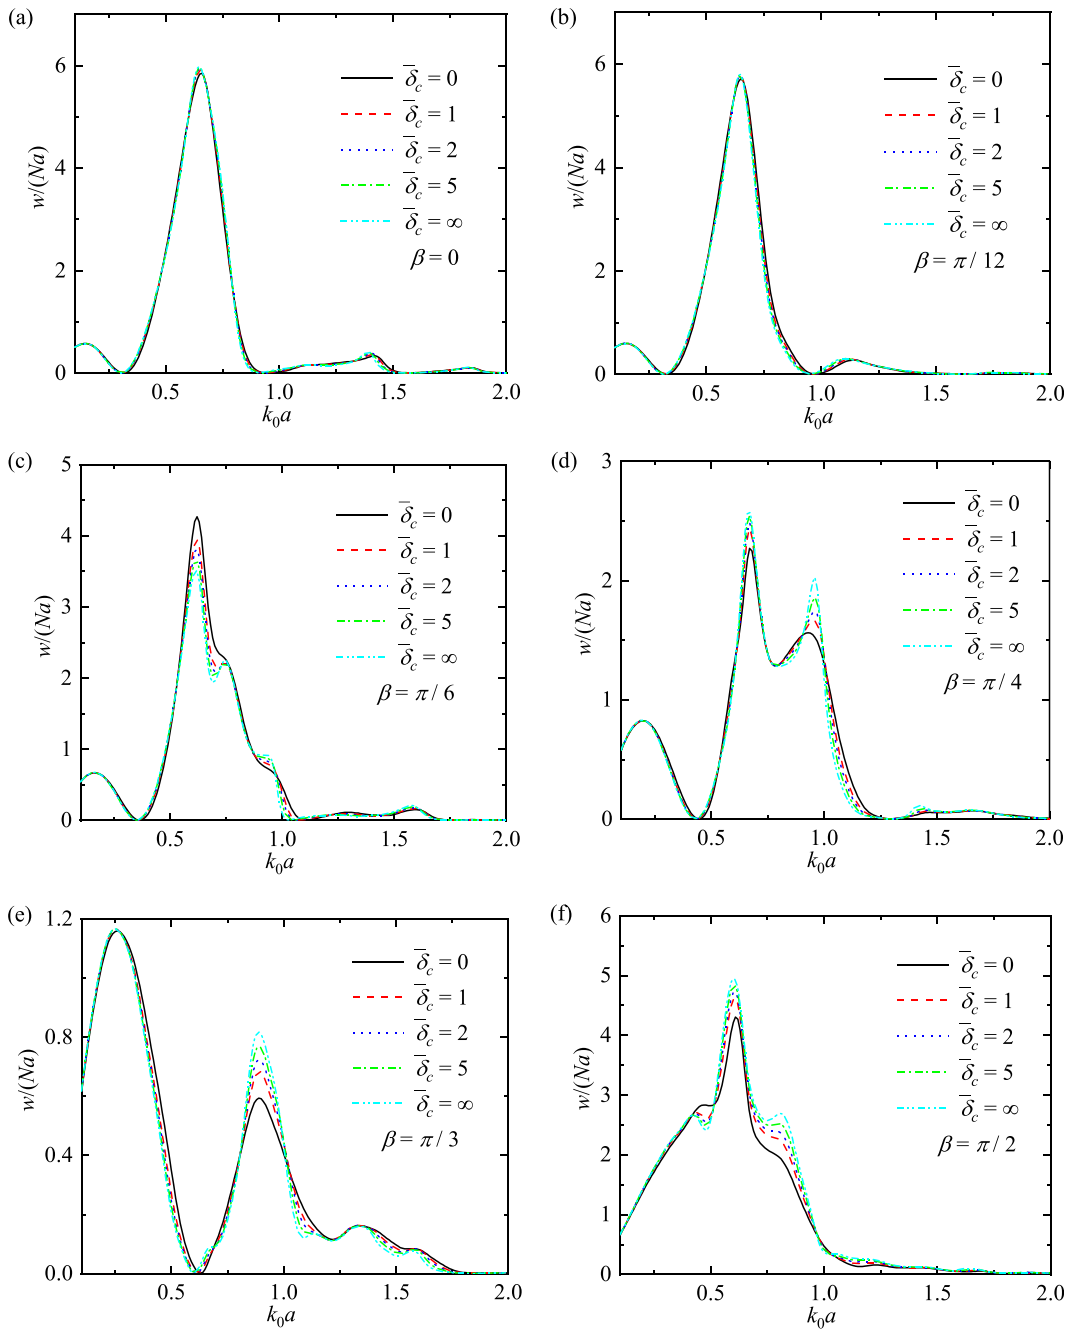 (a)
6
4
2
0
w/(Na)
0.5
1.0
1.5
2.0
k₀a
δ̅c = 0
δ̅c = 1
δ̅c = 2
δ̅c = 5
δ̅c = ∞
β = 0
(b)
6
4
2
0
w/(Na)
0.5
1.0
1.5
2.0
k₀a
δ̅c = 0
δ̅c = 1
δ̅c = 2
δ̅c = 5
δ̅c = ∞
β = π / 12
(c)
5
4
3
2
1
0
w/(Na)
0.5
1.0
1.5
2.0
k₀a
δ̅c = 0
δ̅c = 1
δ̅c = 2
δ̅c = 5
δ̅c = ∞
β = π / 6
(d)
3
2
1
0
w/(Na)
0.5
1.0
1.5
2.0
k₀a
δ̅c = 0
δ̅c = 1
δ̅c = 2
δ̅c = 5
δ̅c = ∞
β = π / 4
(e)
1.2
0.8
0.4
0.0
w/(Na)
0.5
1.0
1.5
2.0
k₀a
δ̅c = 0
δ̅c = 1
δ̅c = 2
δ̅c = 5
δ̅c = ∞
β = π / 3
(f)
6
5
4
3
2
1
0
w/(Na)
0.5
1.0
1.5
2.0
k₀a
δ̅c = 0
δ̅c = 1
δ̅c = 2
δ̅c = 5
δ̅c = ∞
β = π / 2